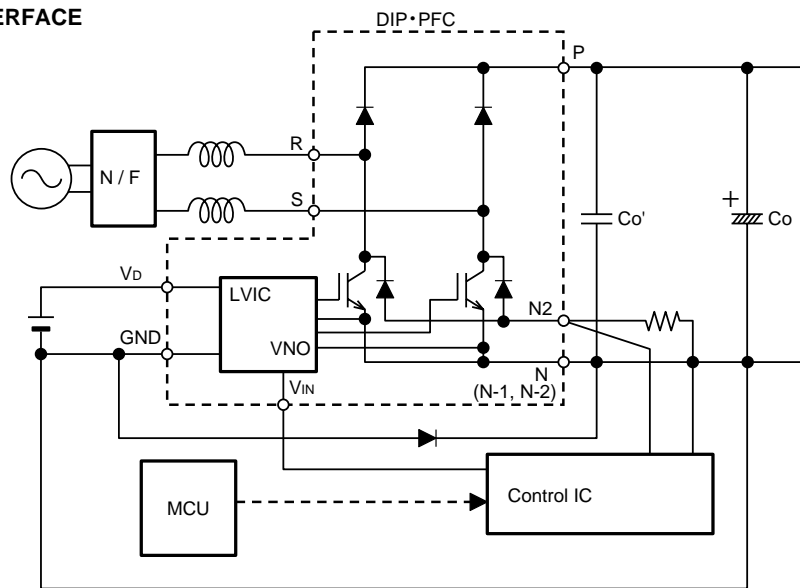 ERFACE
DIP•PFC
P
R
N / F
S
Co'
+
Co
VD
LVIC
N2
GND
VNO
N
(N-1, N-2)
VIN
MCU
Control IC